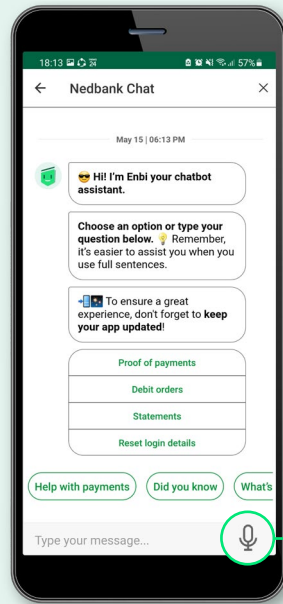 18:13 57%
Nedbank Chat
May 15 | 06:13 PM
😎 Hi! I'm Enbi your chatbot
assistant.
Choose an option or type your
question below. 💡 Remember,
it's easier to assist you when you
use full sentences.
📲🌌 To ensure a great
experience, don't forget to keep
your app updated!
Proof of payments
Debit orders
Statements
Reset login details
Help with payments Did you know What's
Type your message...